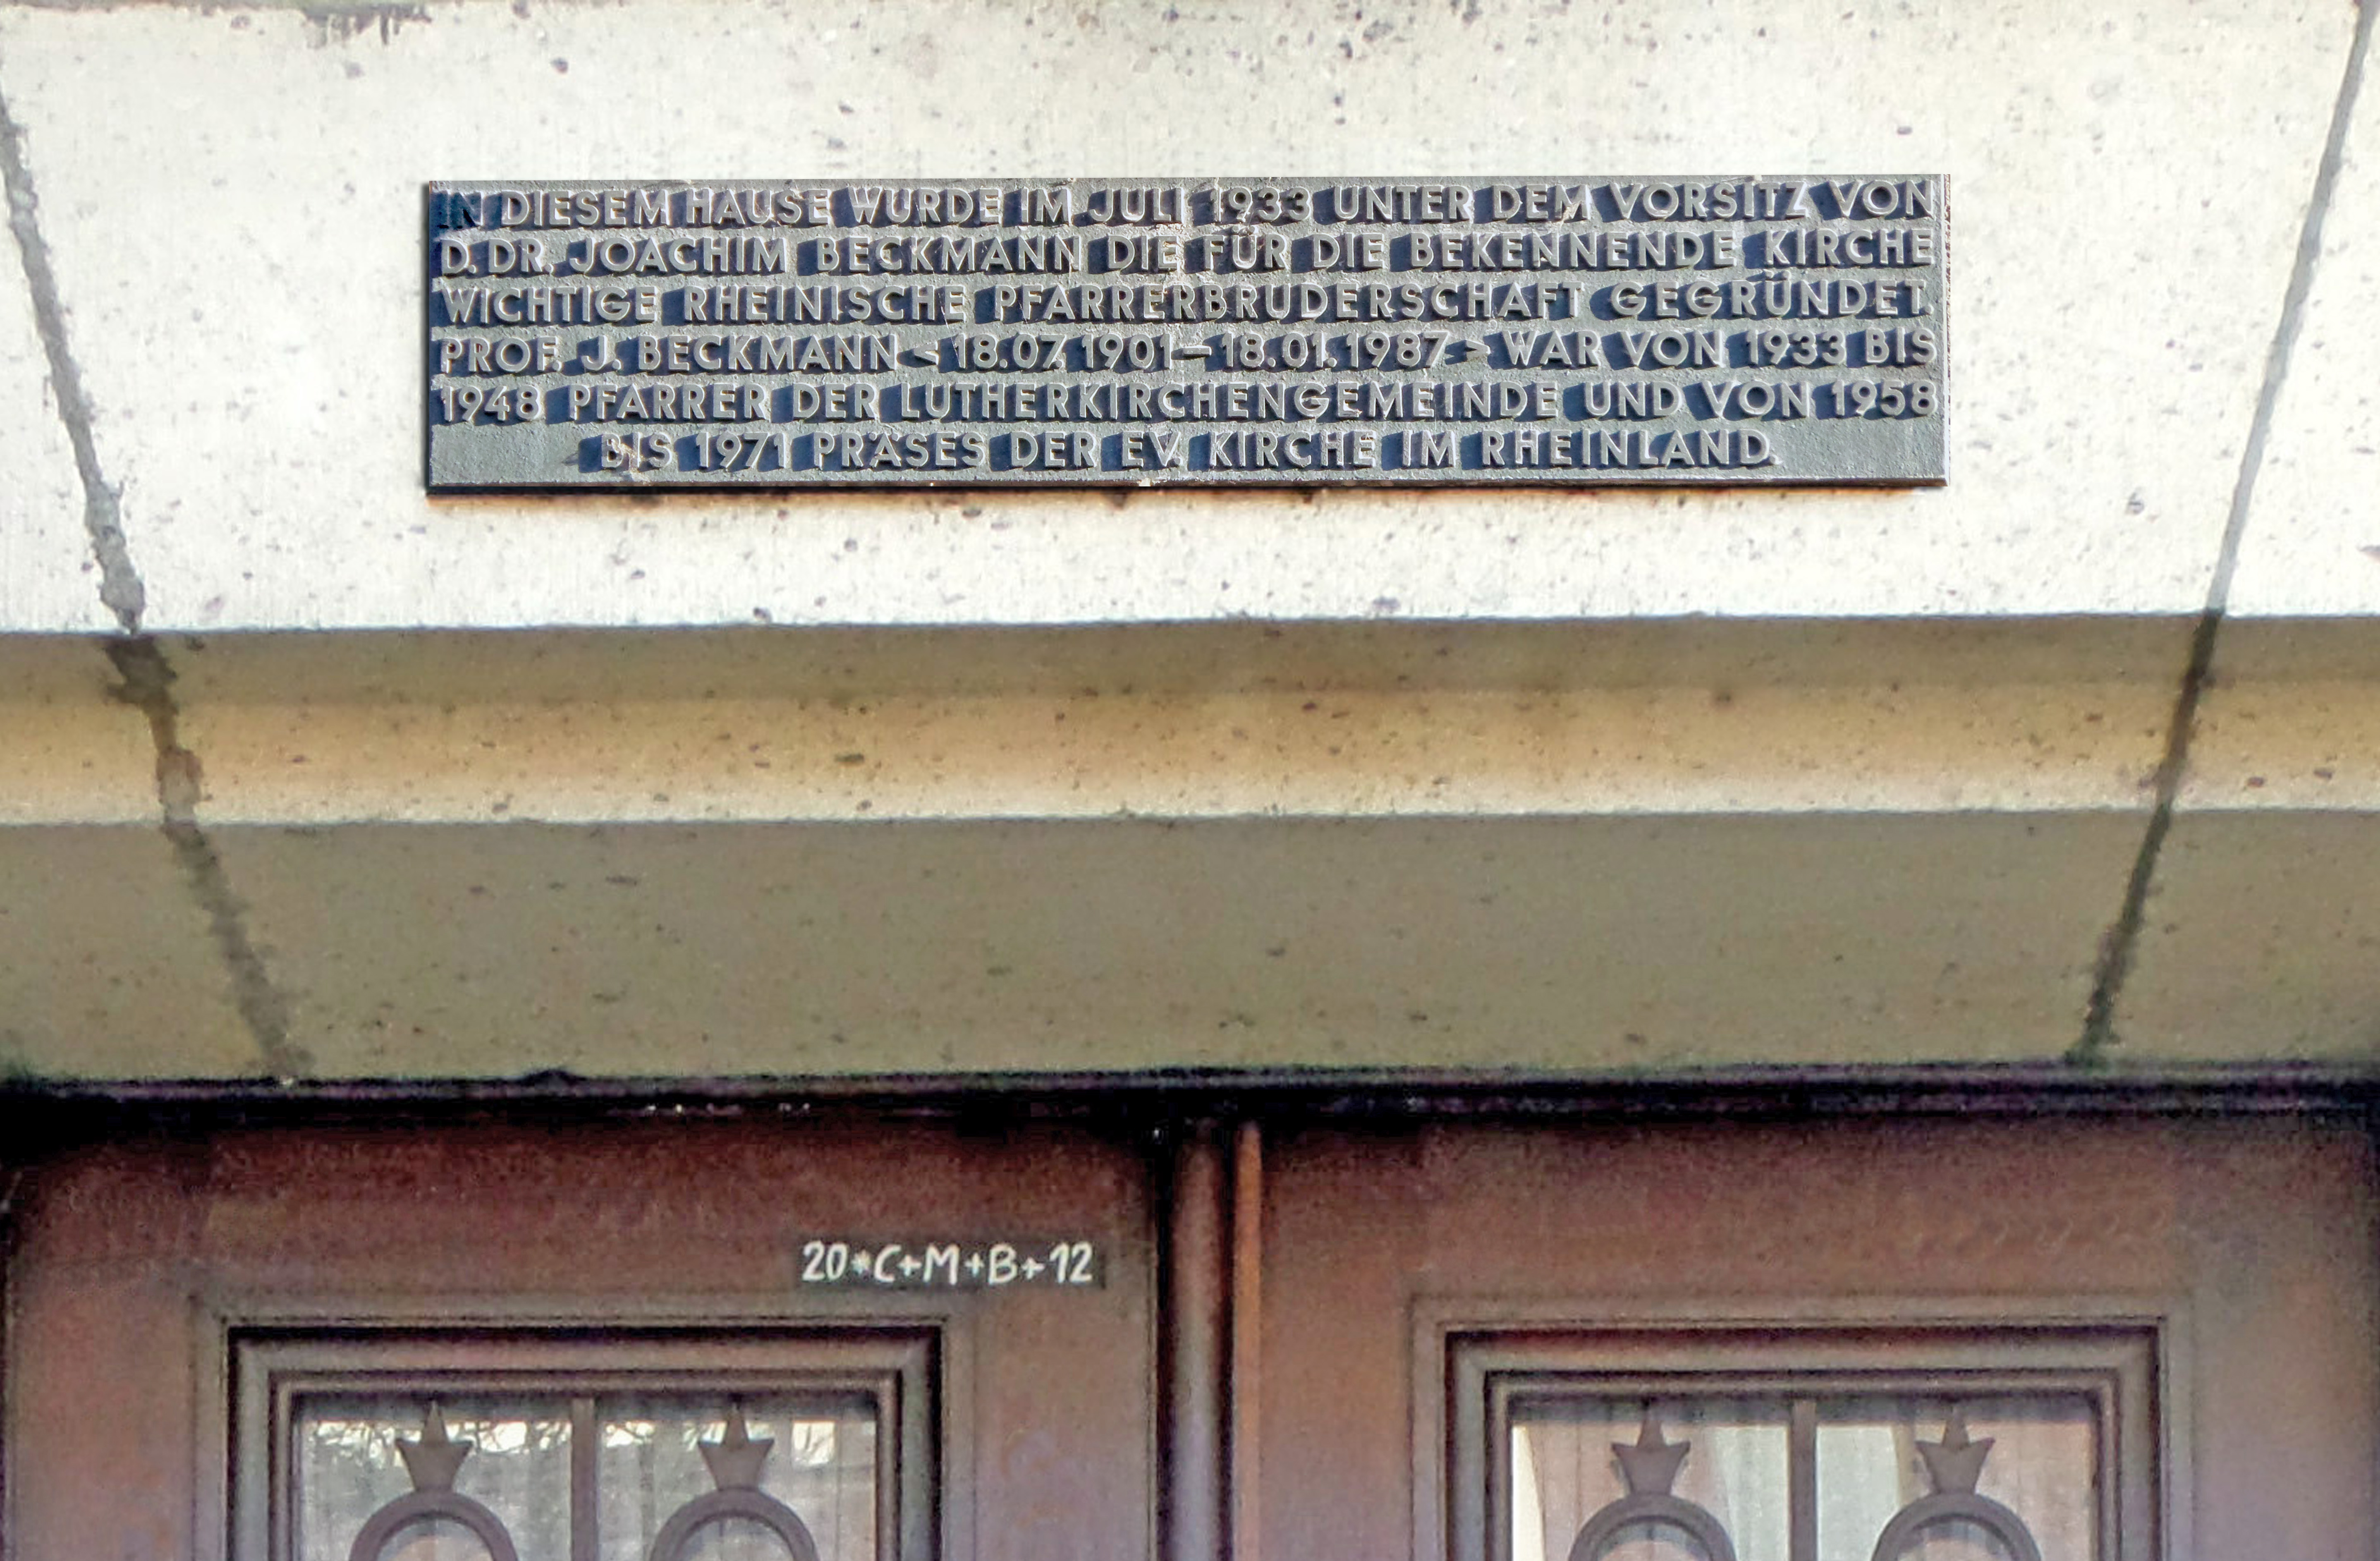 IN DIESEM HAUSE WURDE IM JULI 1933 UNTER DEM VORSITZ VON
D. DR. JOACHIM BECKMANN DIE FÜR DIE BEKENNENDE KIRCHE
WICHTIGE RHEINISCHE PFARRERBRUDERSCHAFT GEGRÜNDET.
PROF. J. BECKMANN < 18.07.1901 – 18.01.1987 > WAR VON 1933 BIS
1948 PFARRER DER LUTHERKIRCHENGEMEINDE UND VON 1958
BIS 1971 PRÄSES DER EV. KIRCHE IM RHEINLAND.
20*C+M+B+12